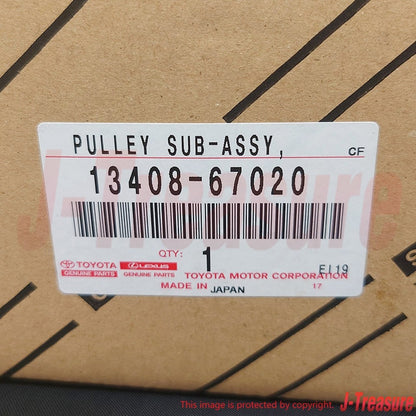 PULLEY SUB-ASSY,
CF
13408-67020
QTY: 1
TOYOTA
GENUINE PARTS
LEXUS
GENUINE PARTS
TOYOTA MOTOR CORPORATION
E119
MADE IN JAPAN
17
J-Treasure
This image is protected by copyright.
J-Treasure